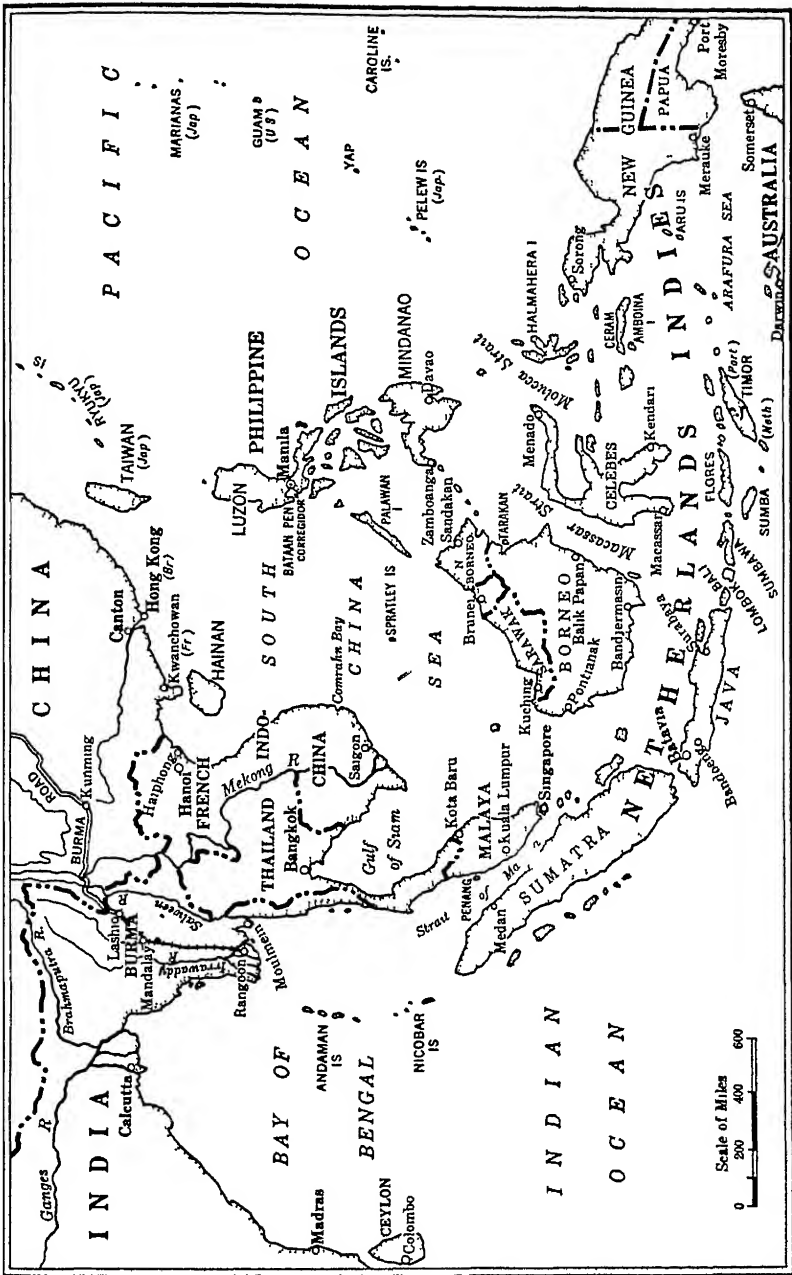 PACIFIC
OCEAN
MARIANAS
(Jap)
GUAM
(U S)
CAROLINE
IS.
YAP
PELEW IS
(Jap.)
RYUKYU IS
(Jap)
TAIWAN
(Jap)
CHINA
Canton
Hong Kong
(Br)
Kwanchowan
(Fr)
HAINAN
BURMA ROAD
Kunming
PHILIPPINE
ISLANDS
LUZON
BATAAN PEN
Manila
CORREGIDOR
MINDANAO
Davao
PALAWAN
I
Zamboanga
Sandakan
SOUTH
CHINA
SEA
SPRATLEY IS
Comrahn Bay
Haiphong
Hanoi
FRENCH
INDO-
CHINA
Mekong R
Saigon
THAILAND
Bangkok
Gulf
of Siam
INDIA
Ganges R
Brahmaputra R.
Calcutta
Madras
CEYLON
Colombo
BURMA
Lashio
Mandalay
Irrawaddy R
Salween R
Rangoon
Moulmein
BAY OF
BENGAL
ANDAMAN
IS
NICOBAR
IS
INDIAN
OCEAN
Kota Baru
MALAYA
PENANG
Kuala Lumpur
Singapore
Strait of
Medan
SUMATRA
NETHERLANDS INDIES
Brunei
N
BORNEO
SARAWAK
Kuching
Pontianak
BORNEO
TARAKAN
Balik Papan
Bandjermasin
Macassar Strait
Molucca Strait
Menado
CELEBES
Kendari
Macassar
HALMAHERA I
CERAM
AMBOINA
I
Sorong
NEW GUINEA
PAPUA
Port
Moresby
Merauke
ARU IS
ARAFURA SEA
Somerset
AUSTRALIA
Darwin
TIMOR
(Port)
(Neth)
FLORES
SUMBA
SUMBAWA
LOMBOK
BALI
Surabaya
JAVA
Batavia
Bandoeng
Scale of Miles
0 200 400 600